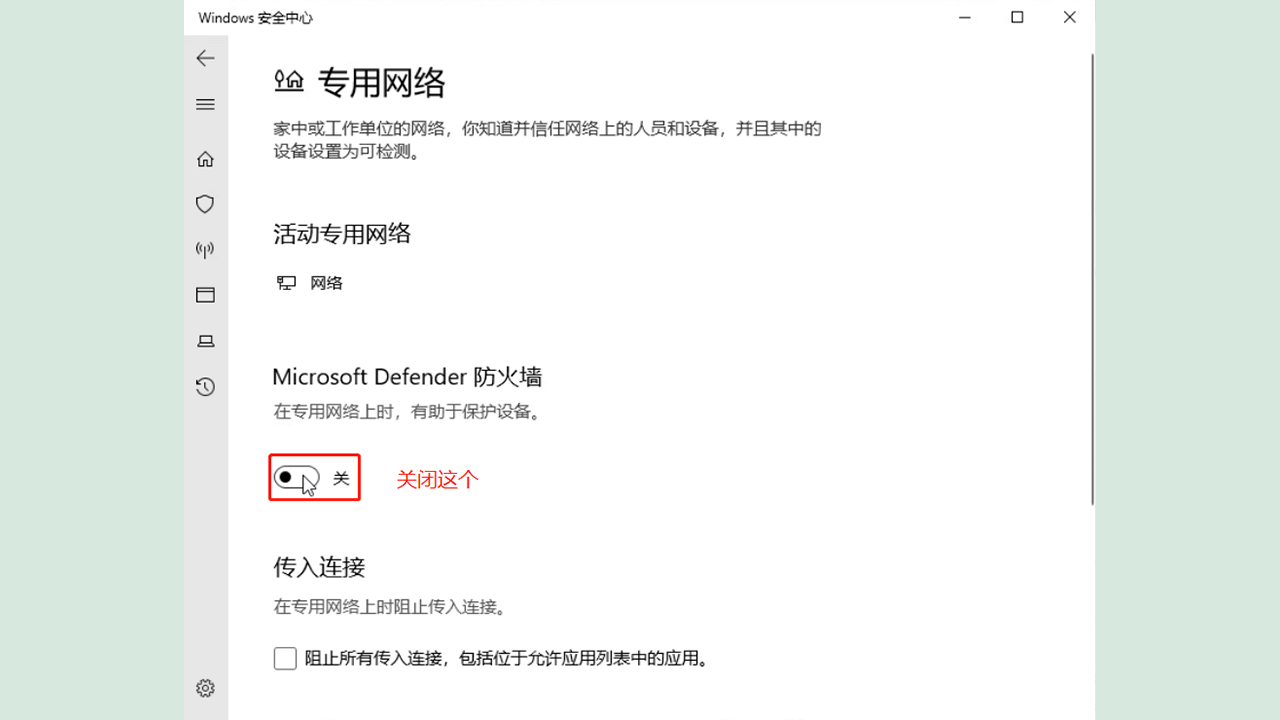 Windows 安全中心
专用网络
家中或工作单位的网络，你知道并信任网络上的人员和设备，并且其中的
设备设置为可检测。
活动专用网络
网络
Microsoft Defender 防火墙
在专用网络上时，有助于保护设备。
关 关闭这个
传入连接
在专用网络上时阻止传入连接。
阻止所有传入连接，包括位于允许应用列表中的应用。